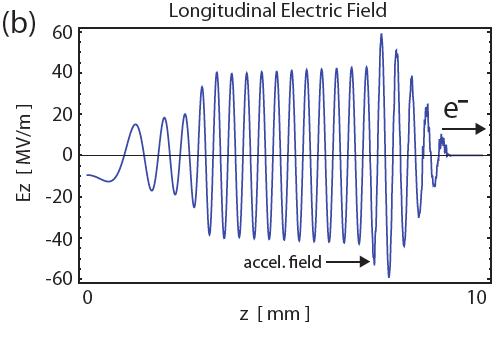 (b)
Longitudinal Electric Field
60
40
20
0
-20
-40
-60
Ez [ MV/m ]
e⁻
accel. field
0
10
z [ mm ]